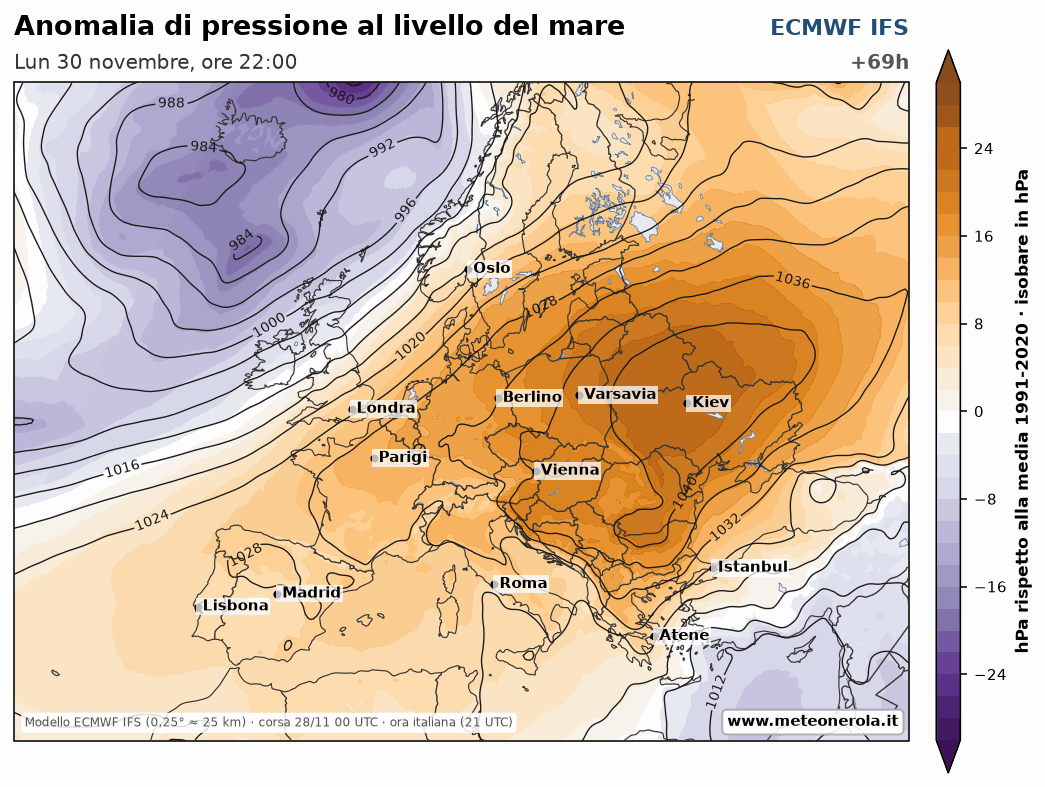 Anomalia di pressione al livello del mare
ECMWF IFS
Lun 30 novembre, ore 22:00
+69h
980
988
984
992
996
984
1000
Oslo
1036
1028
1020
Londra
Berlino
Varsavia
Kiev
Parigi
Vienna
1016
1040
1024
1032
1028
Istanbul
Roma
Madrid
Lisbona
Atene
1012
Modello ECMWF IFS (0,25° ≈ 25 km) · corsa 28/11 00 UTC · ora italiana (21 UTC)
www.meteonerola.it
24
16
8
0
−8
−16
−24
hPa rispetto alla media 1991-2020 · isobare in hPa